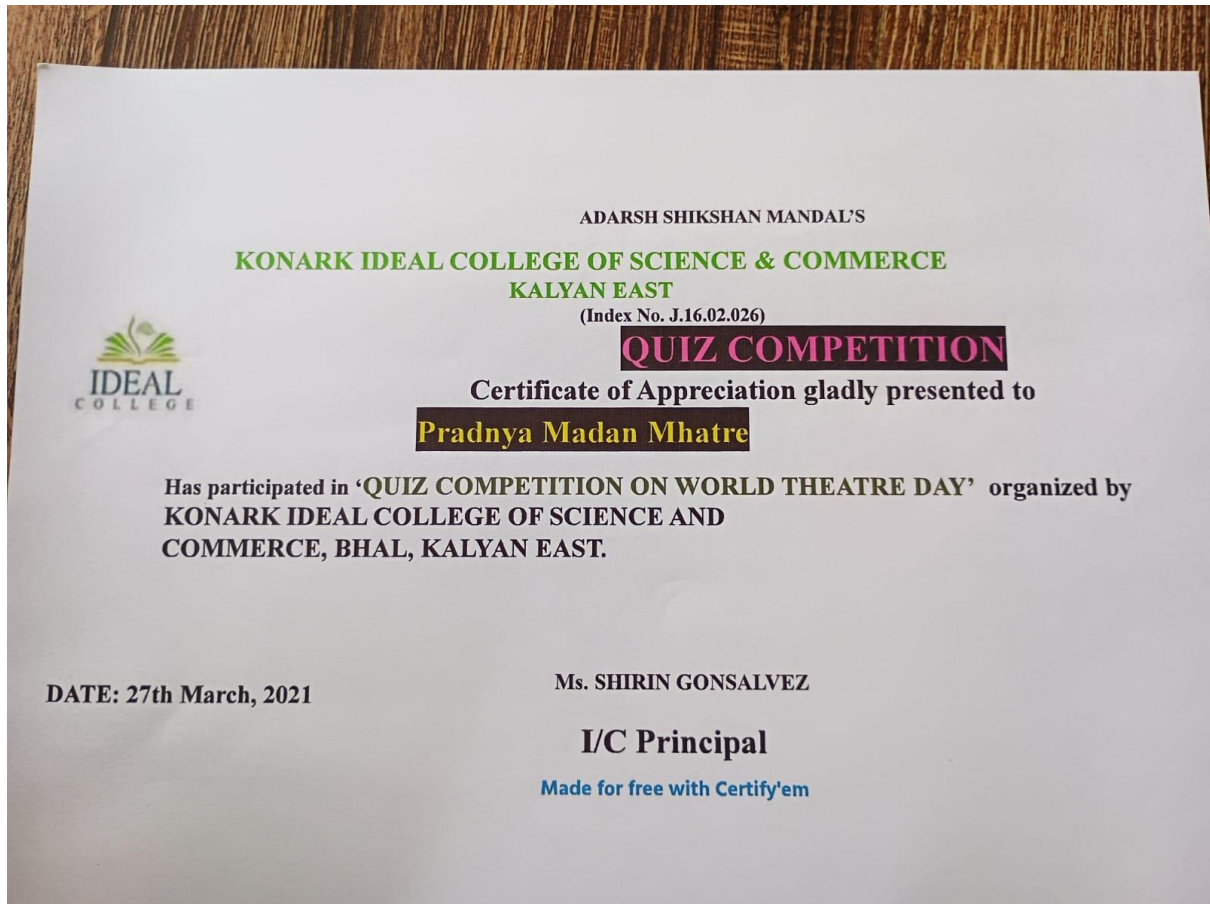 ADARSH SHIKSHAN MANDAL'S
KONARK IDEAL COLLEGE OF SCIENCE & COMMERCE
KALYAN EAST
(Index No. J.16.02.026)
QUIZ COMPETITION
IDEAL
COLLEGE
Certificate of Appreciation gladly presented to
Pradnya Madan Mhatre
Has participated in ‘QUIZ COMPETITION ON WORLD THEATRE DAY’ organized by
KONARK IDEAL COLLEGE OF SCIENCE AND
COMMERCE, BHAL, KALYAN EAST.
DATE: 27th March, 2021
Ms. SHIRIN GONSALVEZ
I/C Principal
Made for free with Certify'em